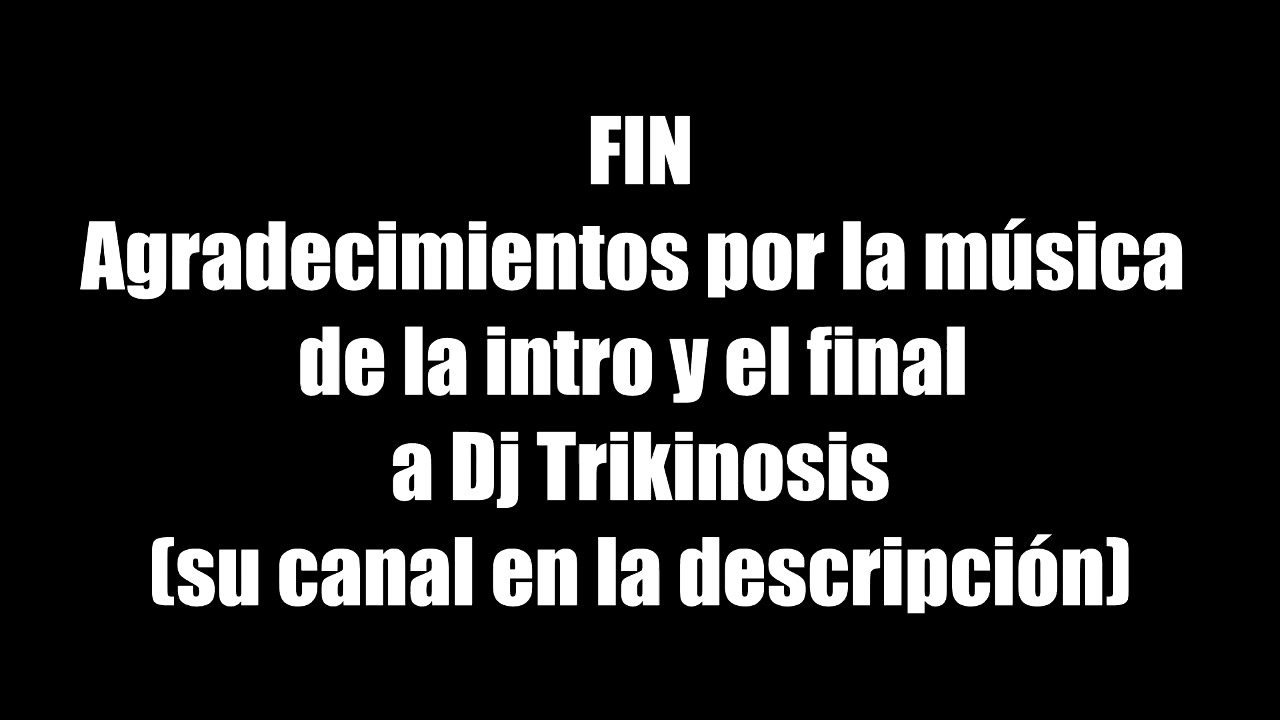 FIN
Agradecimientos por la música
de la intro y el final
a Dj Trikinosis
(su canal en la descripción)